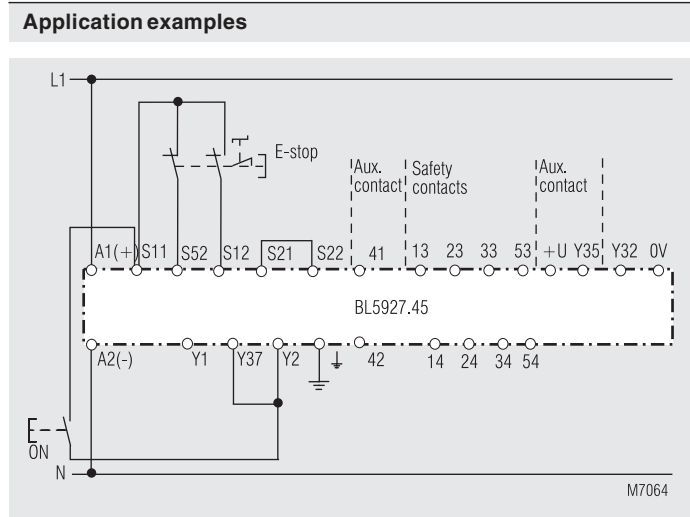 Application examples
L1
E-stop
Aux. contact
Safety contacts
Aux. contact
A1(+) S11 S52 S12 S21 S22 41 13 23 33 53 +U Y35 Y32 0V
BL5927.45
A2(-) Y1 Y37 Y2 42 14 24 34 54
ON
N
M7064